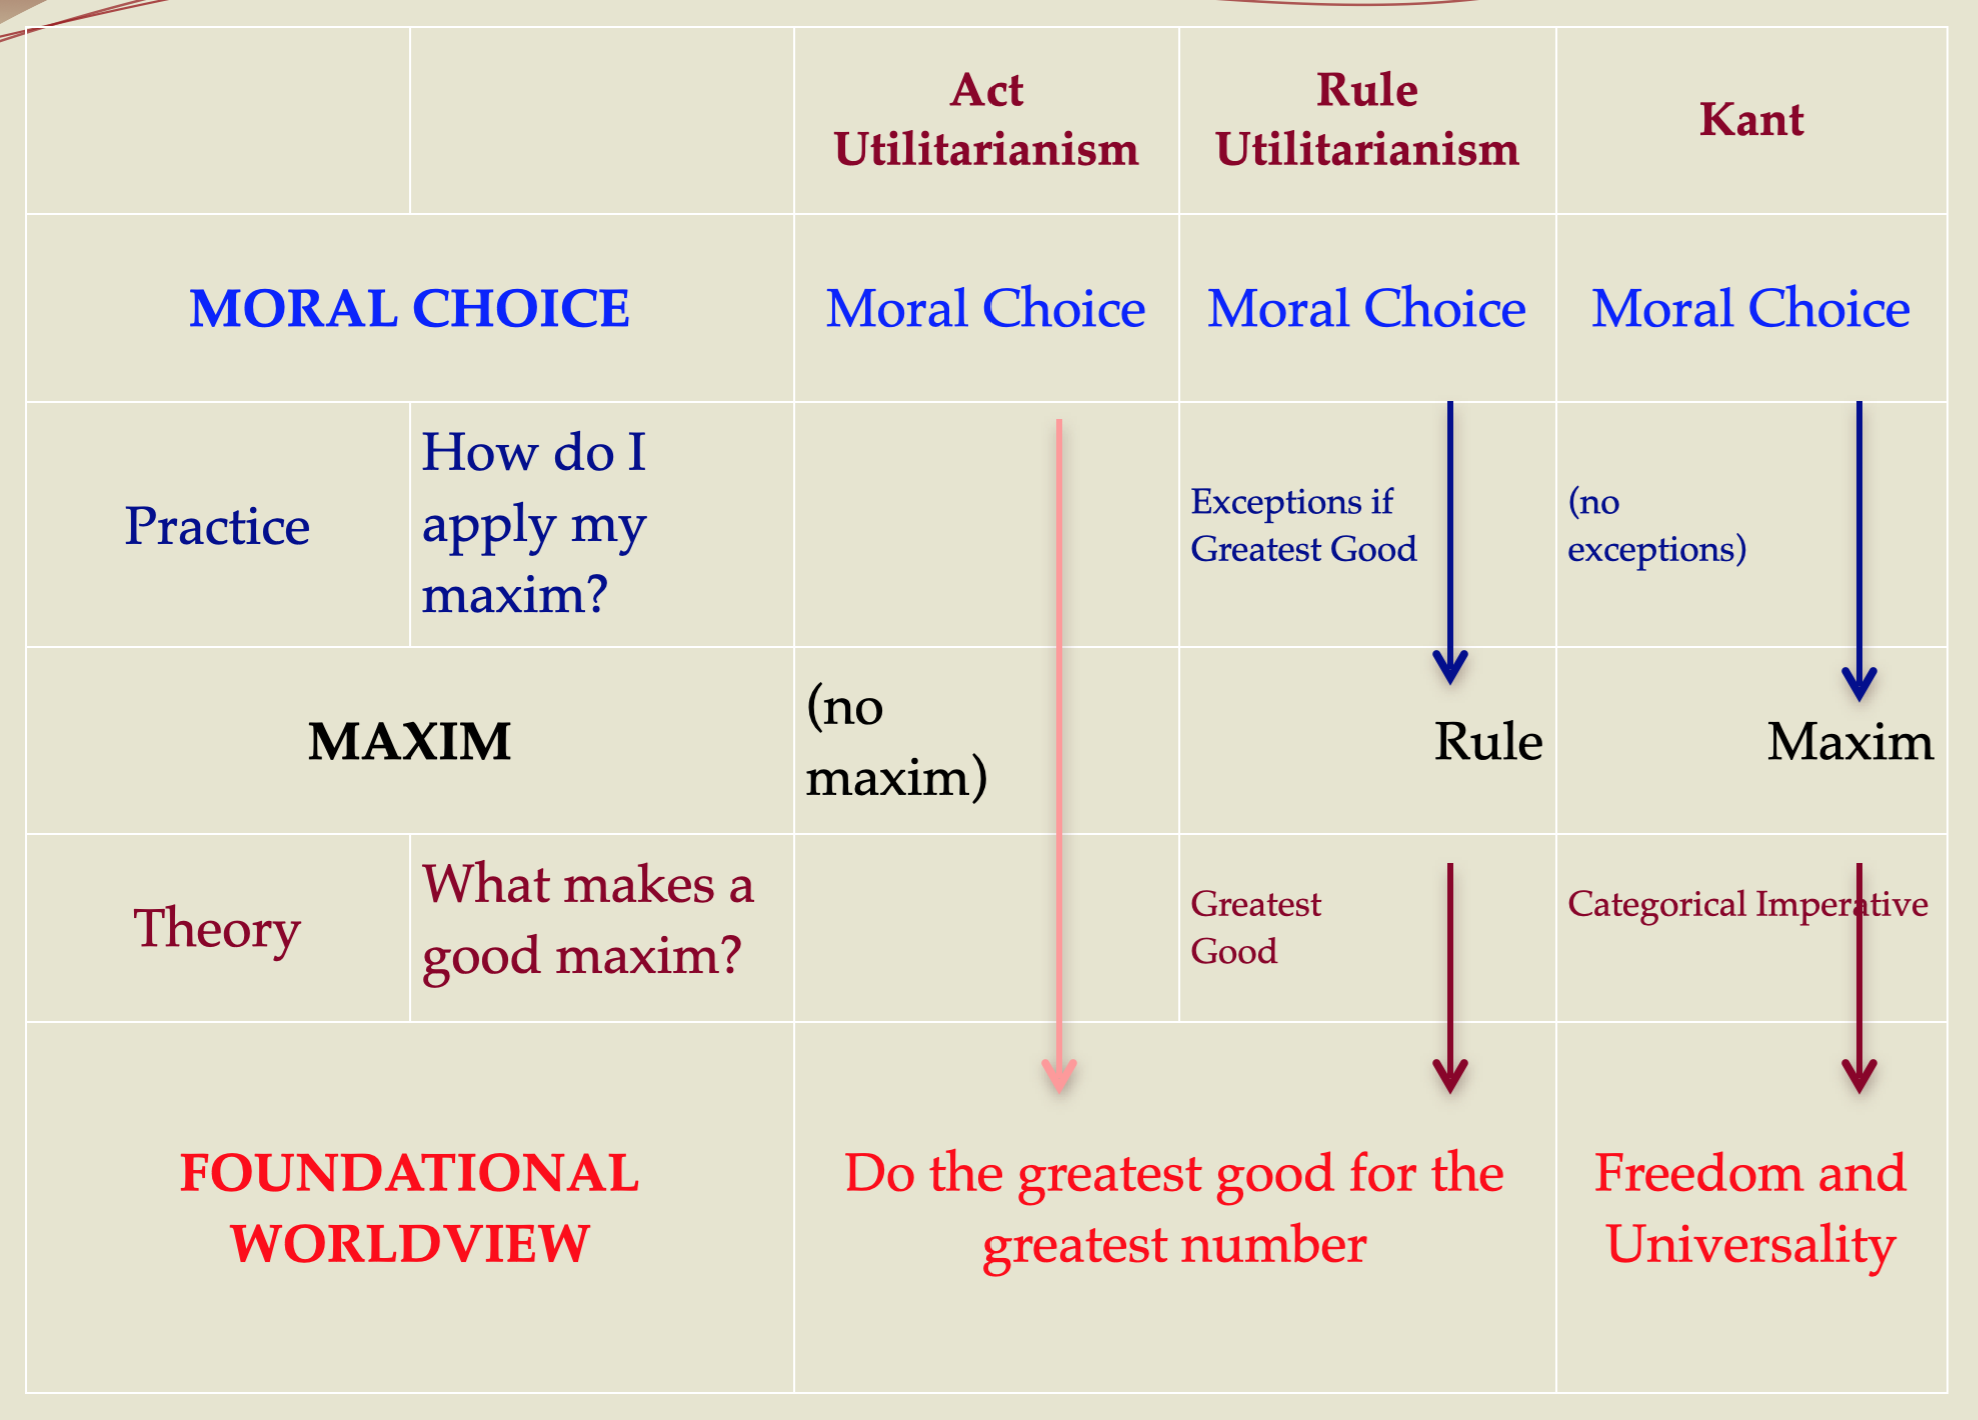 Act
Utilitarianism
Rule
Utilitarianism
Kant
MORAL CHOICE
Moral Choice
Moral Choice
Moral Choice
Practice
How do I
apply my
maxim?
Exceptions if
Greatest Good
(no
exceptions)
MAXIM
(no
maxim)
Rule
Maxim
Theory
What makes a
good maxim?
Greatest
Good
Categorical Imperative
FOUNDATIONAL
WORLDVIEW
Do the greatest good for the
greatest number
Freedom and
Universality